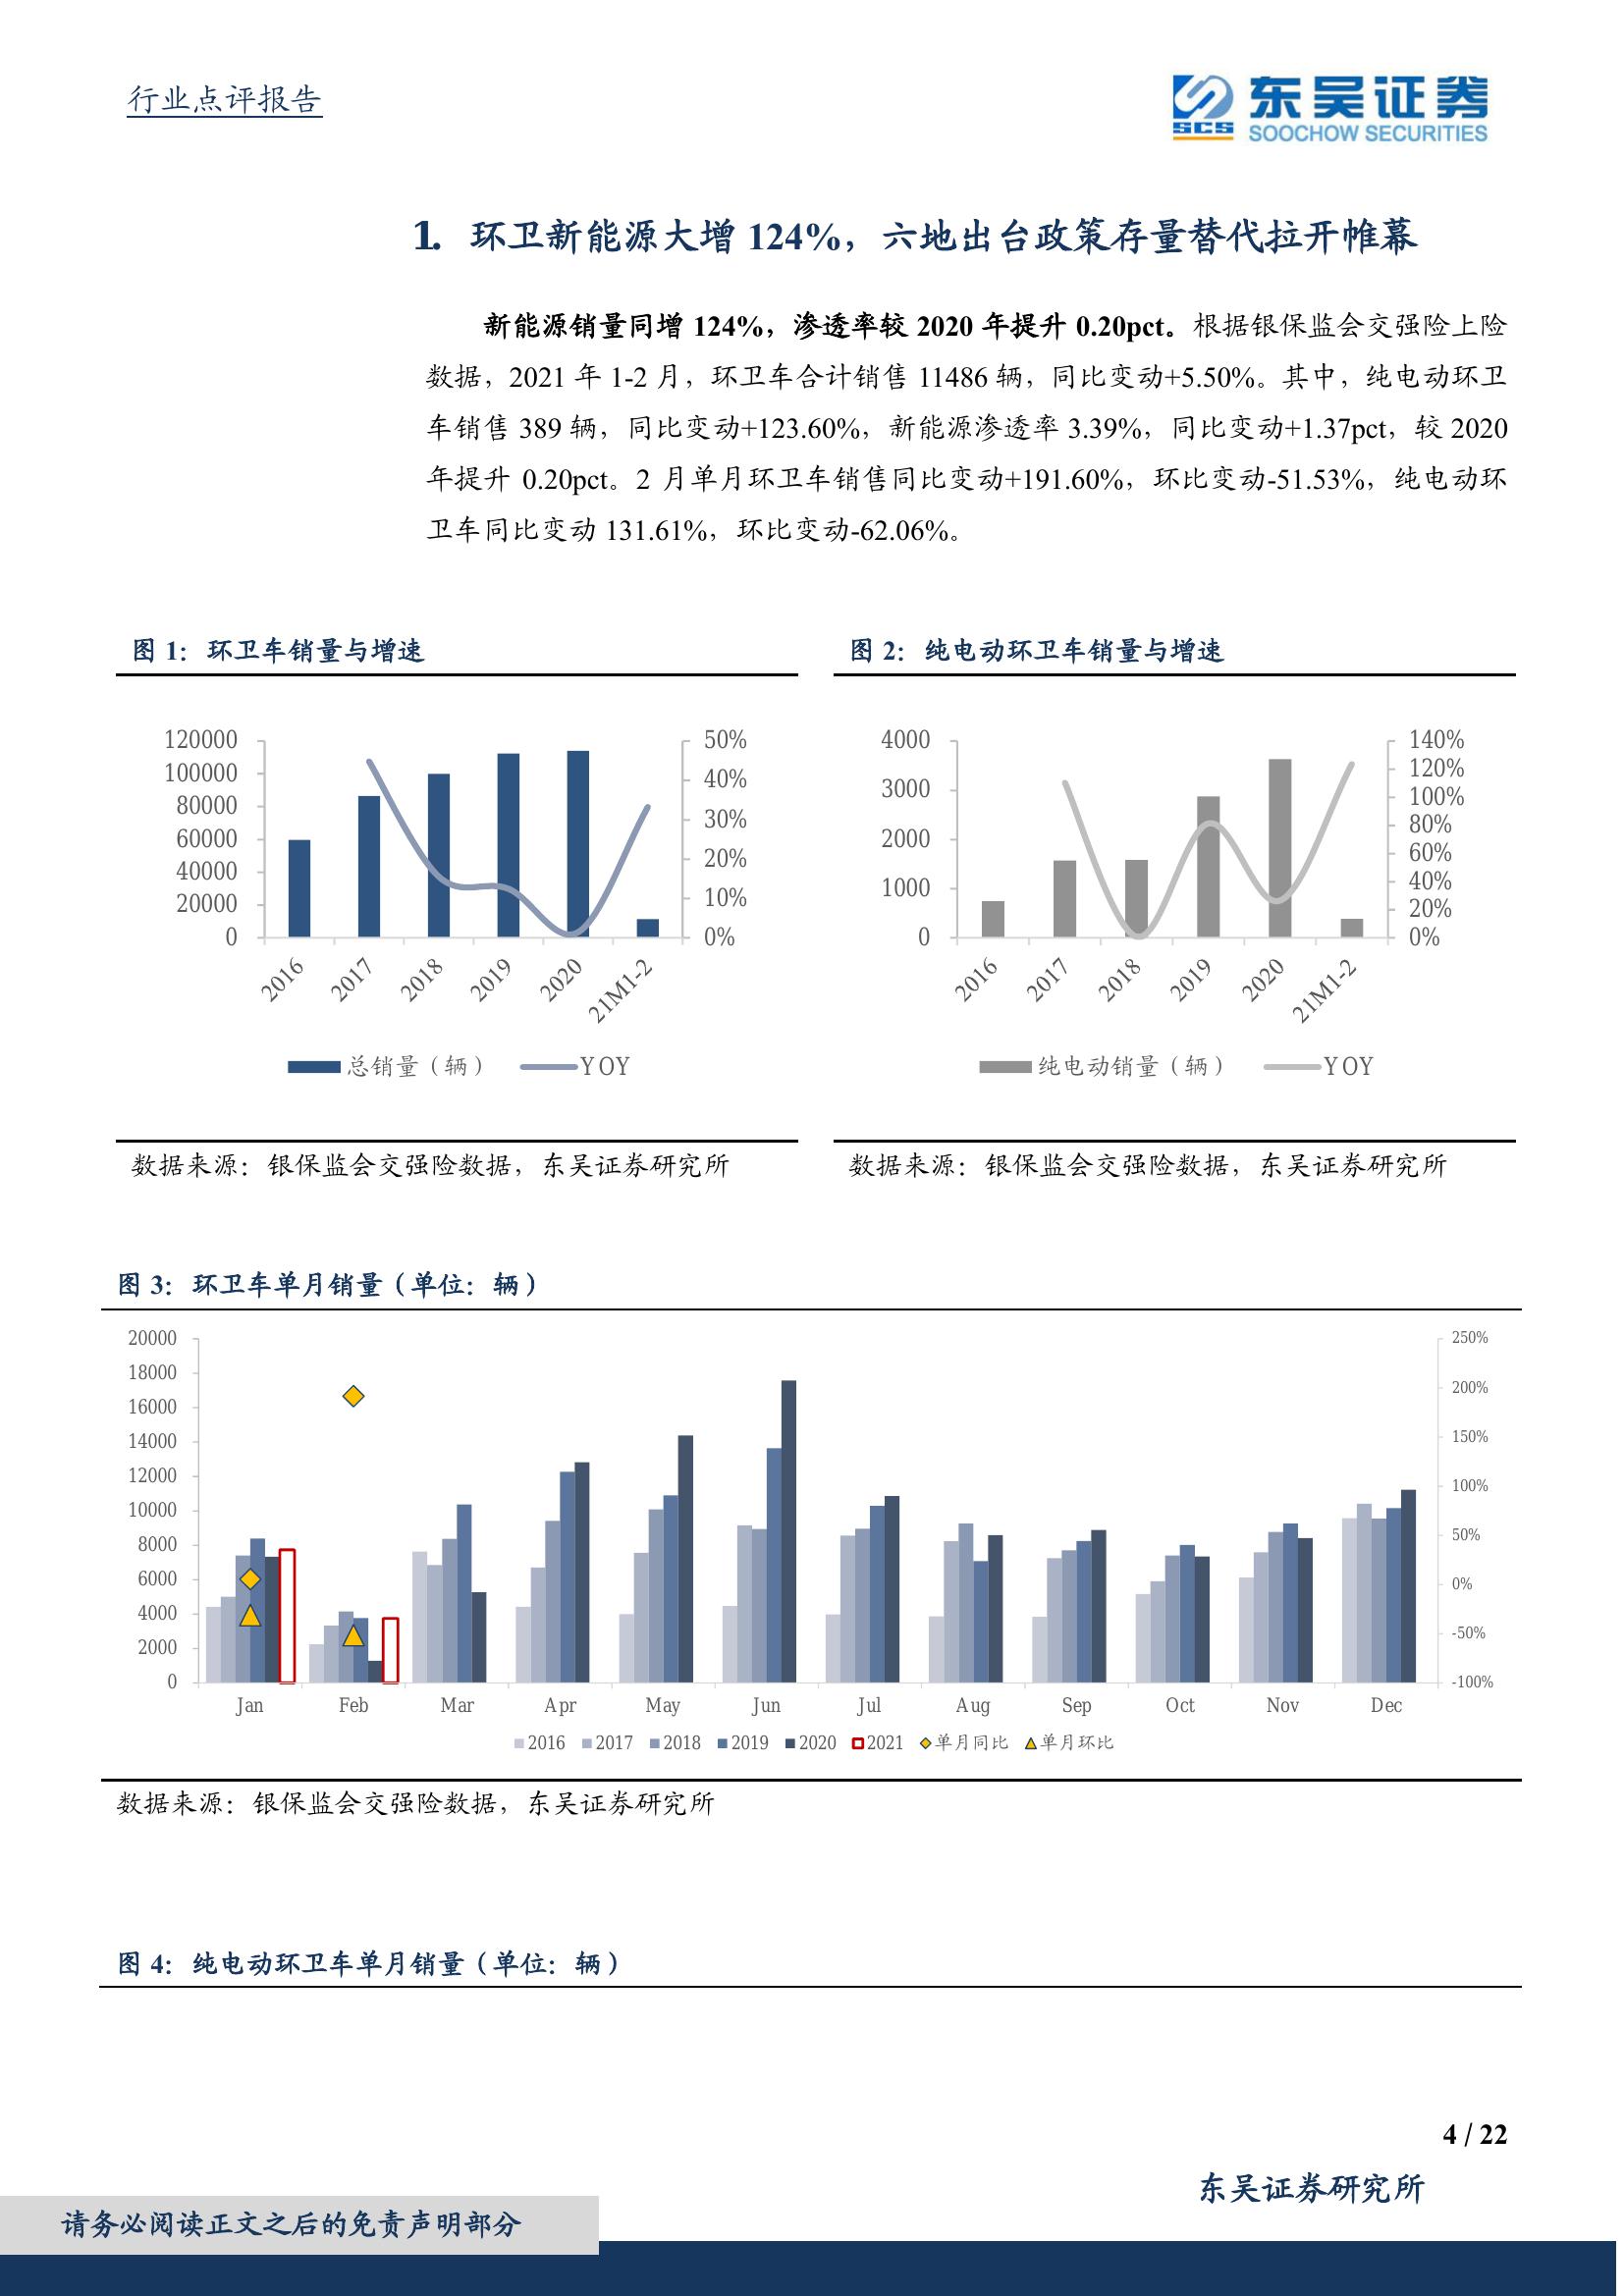 行业点评报告
东吴证券
SCS
SOOCHOW SECURITIES
1. 环卫新能源大增 124%，六地出台政策存量替代拉开帷幕
新能源销量同增 124%，渗透率较 2020 年提升 0.20pct。根据银保监会交强险上险
数据，2021 年 1-2 月，环卫车合计销售 11486 辆，同比变动+5.50%。其中，纯电动环卫
车销售 389 辆，同比变动+123.60%，新能源渗透率 3.39%，同比变动+1.37pct，较 2020
年提升 0.20pct。2 月单月环卫车销售同比变动+191.60%，环比变动-51.53%，纯电动环
卫车同比变动 131.61%，环比变动-62.06%。
图 1：环卫车销量与增速
120000
100000
80000
60000
40000
20000
0
50%
40%
30%
20%
10%
0%
2016 2017 2018 2019 2020 21M1-2
总销量（辆） YOY
数据来源：银保监会交强险数据，东吴证券研究所
图 2：纯电动环卫车销量与增速
4000
3000
2000
1000
0
140%
120%
100%
80%
60%
40%
20%
0%
2016 2017 2018 2019 2020 21M1-2
纯电动销量（辆） YOY
数据来源：银保监会交强险数据，东吴证券研究所
图 3：环卫车单月销量（单位：辆）
20000
18000
16000
14000
12000
10000
8000
6000
4000
2000
0
250%
200%
150%
100%
50%
0%
-50%
-100%
Jan Feb Mar Apr May Jun Jul Aug Sep Oct Nov Dec
2016 2017 2018 2019 2020 2021 单月同比 单月环比
数据来源：银保监会交强险数据，东吴证券研究所
图 4：纯电动环卫车单月销量（单位：辆）
4 / 22
东吴证券研究所
请务必阅读正文之后的免责声明部分